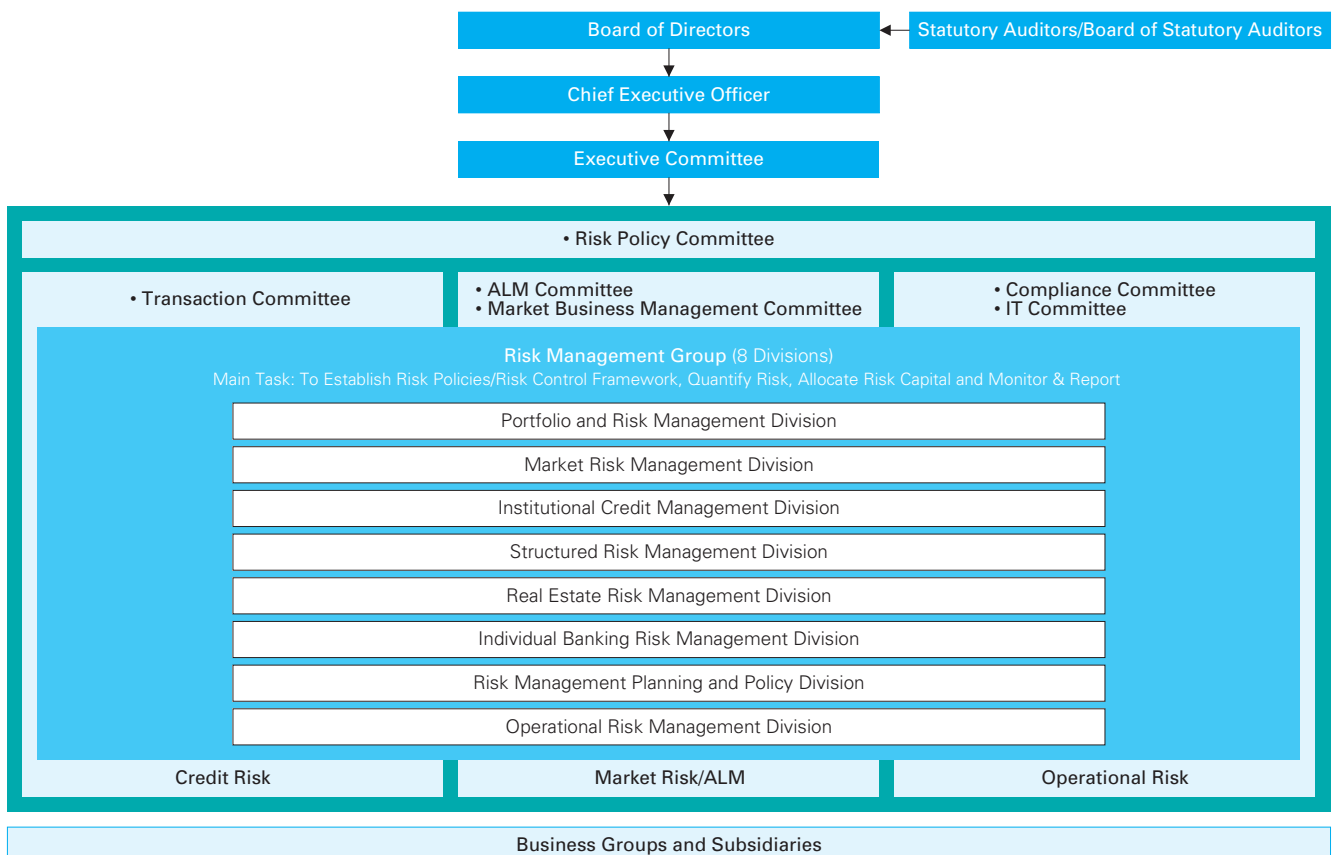 Board of Directors
Statutory Auditors/Board of Statutory Auditors
Chief Executive Officer
Executive Committee
• Risk Policy Committee
• Transaction Committee
• ALM Committee
• Market Business Management Committee
• Compliance Committee
• IT Committee
Risk Management Group (8 Divisions)
Main Task: To Establish Risk Policies/Risk Control Framework, Quantify Risk, Allocate Risk Capital and Monitor & Report
Portfolio and Risk Management Division
Market Risk Management Division
Institutional Credit Management Division
Structured Risk Management Division
Real Estate Risk Management Division
Individual Banking Risk Management Division
Risk Management Planning and Policy Division
Operational Risk Management Division
Credit Risk
Market Risk/ALM
Operational Risk
Business Groups and Subsidiaries